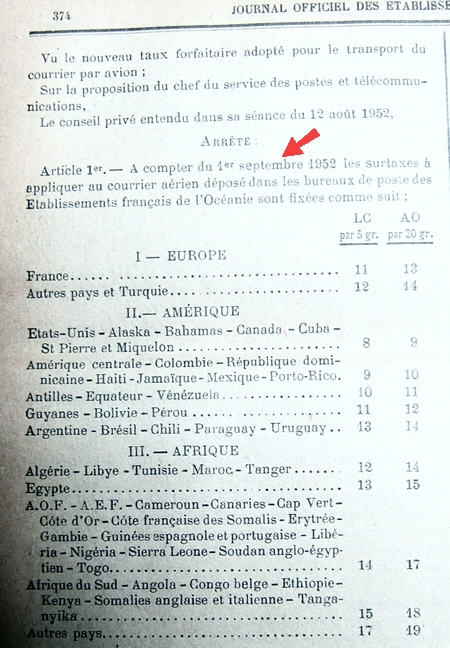 374
JOURNAL OFFICIEL DES ETABLISSE
Vu le nouveau taux forfaitaire adopté pour le transport du
courrier par avion ;
Sur la proposition du chef du service des postes et télécommu-
nications,
Le conseil privé entendu dans sa séance du 12 août 1952,
ARRÊTE :
Article 1er. — A compter du 1er septembre 1952 les surtaxes à
appliquer au courrier aérien déposé dans les bureaux de poste des
Etablissements français de l'Océanie sont fixées comme suit :
LC AO
par 5 gr. par 20 gr.
I — EUROPE
France...... ........................... 11 13
Autres pays et Turquie.................. 12 14
II.— AMÉRIQUE
Etats-Unis - Alaska - Bahamas - Canada - Cuba -
St Pierre et Miquelon ................... 8 9
Amérique centrale - Colombie - République domi-
nicaine - Haiti - Jamaïque - Mexique - Porto-Rico. 9 10
Antilles - Equateur - Vénézuela............ 10 11
Guyanes - Bolivie - Pérou ................. 11 12
Argentine - Brésil - Chili - Paraguay - Uruguay .. 13 14
III. — AFRIQUE
Algérie - Libye - Tunisie - Maroc - Tanger....... 12 14
Egypte................................. 13 15
A.O.F. - A.E.F. - Cameroun - Canaries - Cap Vert -
Côte d'Or - Côte française des Somalis - Erytrée -
Gambie - Guinées espagnole et portugaise - Libé-
ria - Nigéria - Sierra Leone - Soudan anglo-égyp-
tien - Togo............................ 14 17
Afrique du Sud - Angola - Congo belge - Ethiopie -
Kenya - Somalies anglaise et italienne - Tanga-
nyika ................................. 15 18
Autres pays............................. 17 19